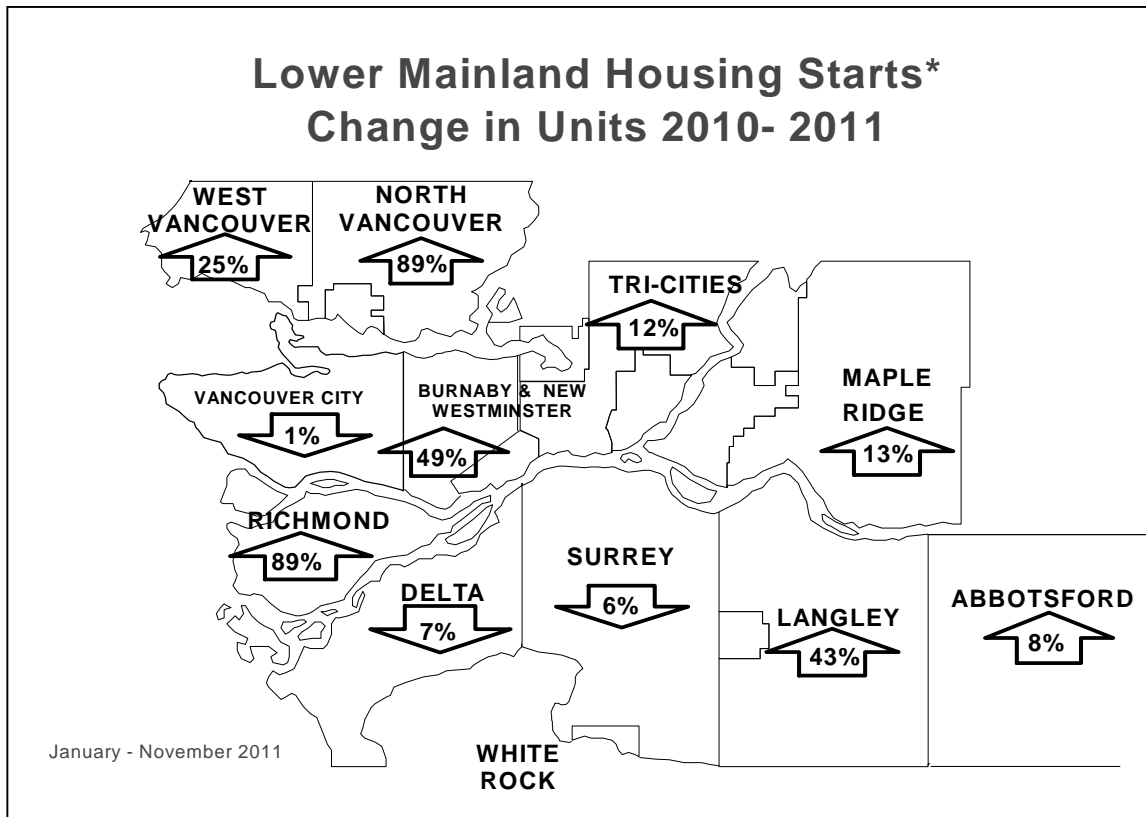 Lower Mainland Housing Starts*
Change in Units 2010- 2011
WEST
VANCOUVER
25%
NORTH
VANCOUVER
89%
TRI-CITIES
12%
MAPLE
RIDGE
13%
VANCOUVER CITY
1%
BURNABY & NEW
WESTMINSTER
49%
RICHMOND
89%
DELTA
7%
SURREY
6%
LANGLEY
43%
ABBOTSFORD
8%
January - November 2011
WHITE
ROCK